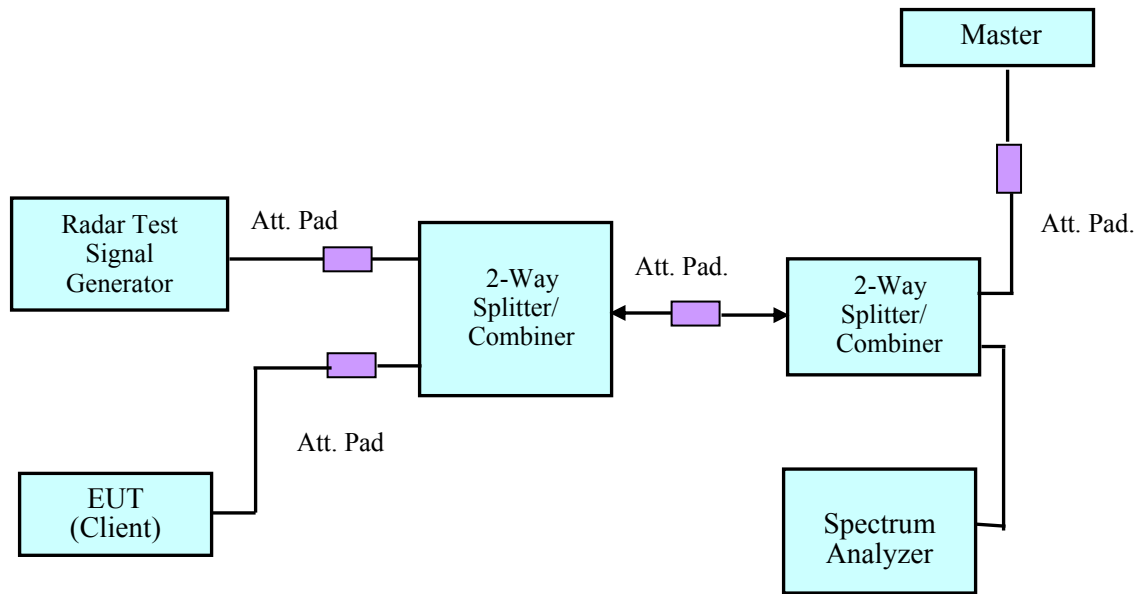 Master
Radar Test
Signal
Generator
Att. Pad
Att. Pad.
Att. Pad.
2-Way
Splitter/
Combiner
2-Way
Splitter/
Combiner
Att. Pad
EUT
(Client)
Spectrum
Analyzer